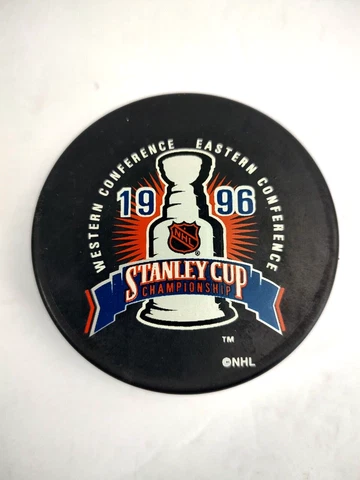 WESTERN CONFERENCE EASTERN CONFERENCE
1996
NHL
STANLEY CUP
CHAMPIONSHIP
TM
©NHL